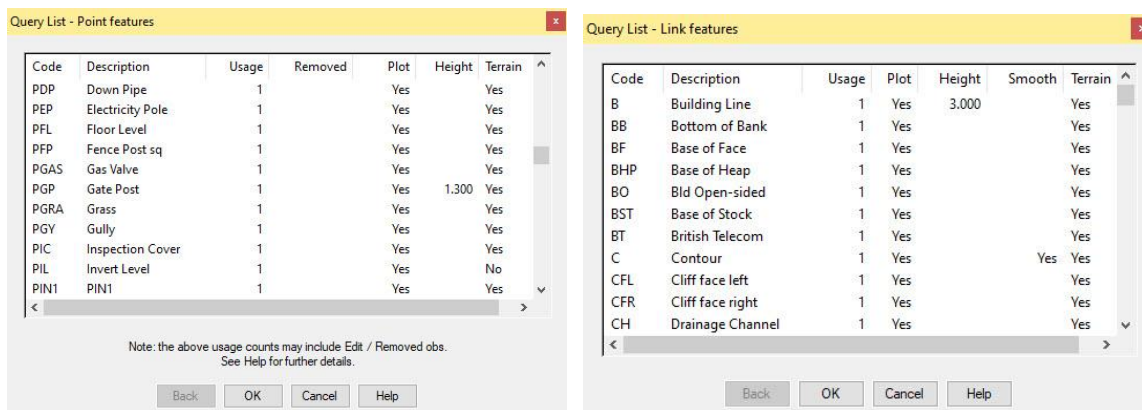 Query List - Point features
x
Code Description Usage Removed Plot Height Terrain
PDP Down Pipe 1 Yes Yes
PEP Electricity Pole 1 Yes Yes
PFL Floor Level 1 Yes Yes
PFP Fence Post sq 1 Yes Yes
PGAS Gas Valve 1 Yes Yes
PGP Gate Post 1 Yes 1.300 Yes
PGRA Grass 1 Yes Yes
PGY Gully 1 Yes Yes
PIC Inspection Cover 1 Yes Yes
PIL Invert Level 1 Yes No
PIN1 PIN1 1 Yes Yes
Note: the above usage counts may include Edit / Removed obs.
See Help for further details.
Back OK Cancel Help
Query List - Link features
x
Code Description Usage Plot Height Smooth Terrain
B Building Line 1 Yes 3.000 Yes
BB Bottom of Bank 1 Yes Yes
BF Base of Face 1 Yes Yes
BHP Base of Heap 1 Yes Yes
BO Bld Open-sided 1 Yes Yes
BST Base of Stock 1 Yes Yes
BT British Telecom 1 Yes Yes
C Contour 1 Yes Yes Yes
CFL Cliff face left 1 Yes Yes
CFR Cliff face right 1 Yes Yes
CH Drainage Channel 1 Yes Yes
Back OK Cancel Help